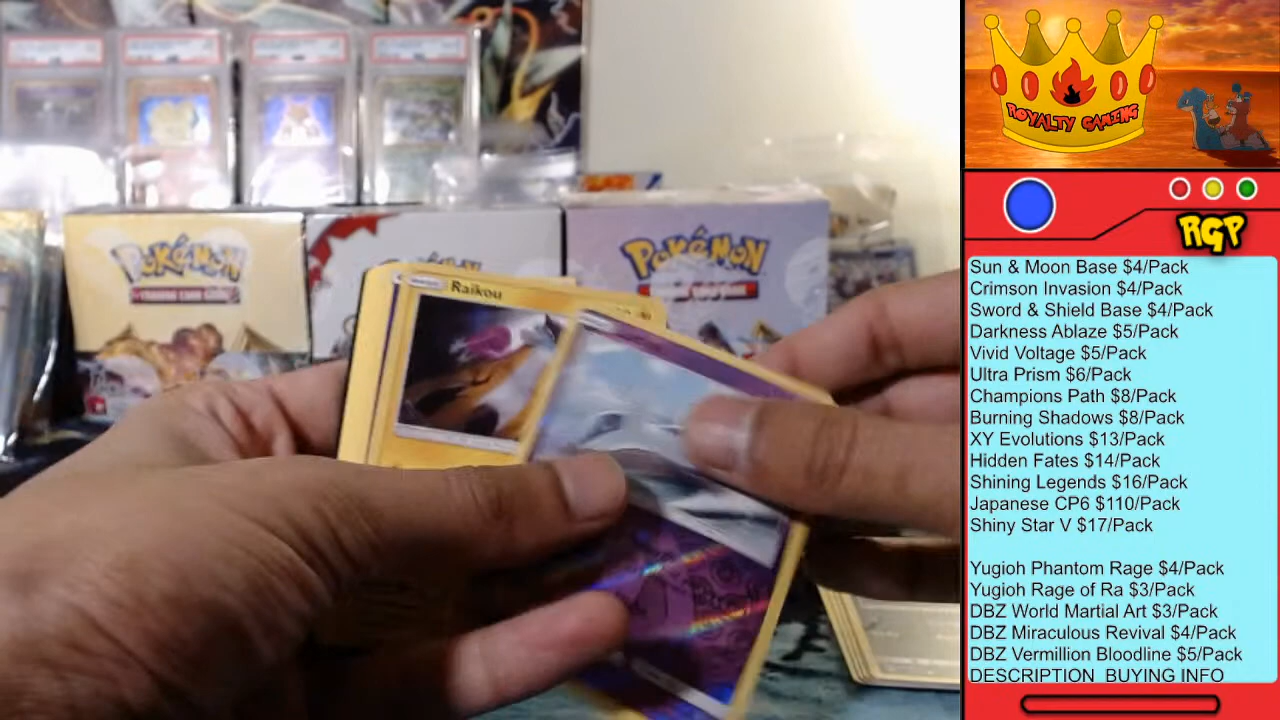 ROYALTY GAMING
RGP
Sun & Moon Base $4/Pack
Crimson Invasion $4/Pack
Sword & Shield Base $4/Pack
Darkness Ablaze $5/Pack
Vivid Voltage $5/Pack
Ultra Prism $6/Pack
Champions Path $8/Pack
Burning Shadows $8/Pack
XY Evolutions $13/Pack
Hidden Fates $14/Pack
Shining Legends $16/Pack
Japanese CP6 $110/Pack
Shiny Star V $17/Pack
Yugioh Phantom Rage $4/Pack
Yugioh Rage of Ra $3/Pack
DBZ World Martial Art $3/Pack
DBZ Miraculous Revival $4/Pack
DBZ Vermillion Bloodline $5/Pack
DESCRIPTION BUYING INFO
POKéMON
POKéMON
Raikou